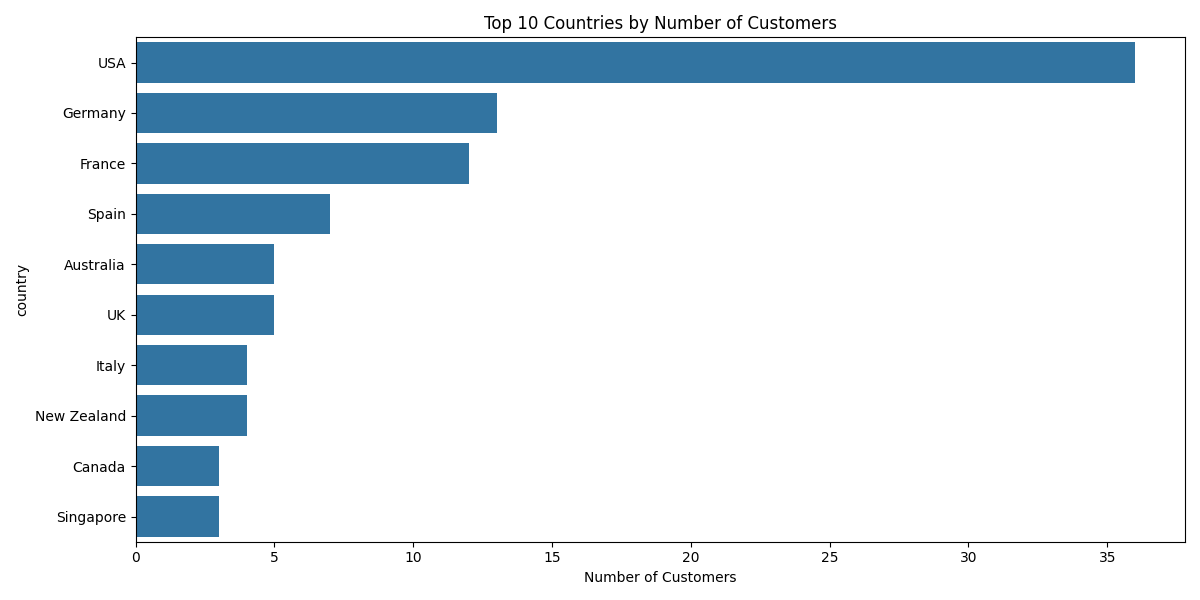 Top 10 Countries by Number of Customers
country
USA
Germany
France
Spain
Australia
UK
Italy
New Zealand
Canada
Singapore
0 5 10 15 20 25 30 35
Number of Customers